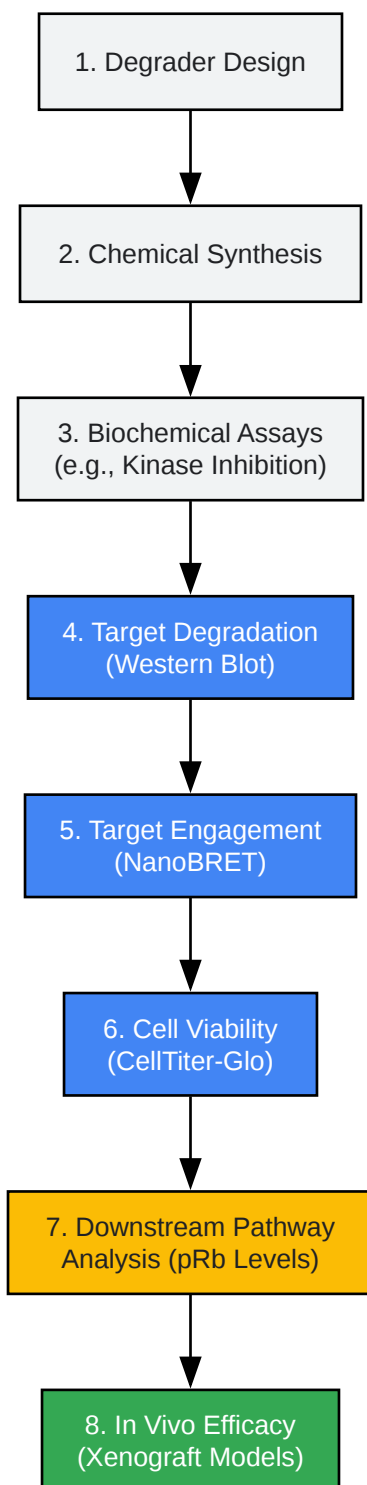 1. Degrader Design
2. Chemical Synthesis
3. Biochemical Assays
(e.g., Kinase Inhibition)
4. Target Degradation
(Western Blot)
5. Target Engagement
(NanoBRET)
6. Cell Viability
(CellTiter-Glo)
7. Downstream Pathway
Analysis (pRb Levels)
8. In Vivo Efficacy
(Xenograft Models)